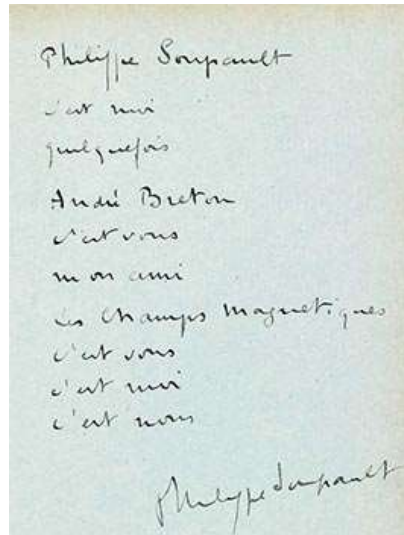 Philippe Soupault
c'est moi
quelquefois
André Breton
c'est vous
mon ami
Les Champs Magnétiques
c'est vous
c'est moi
c'est nous
Philippe Soupault